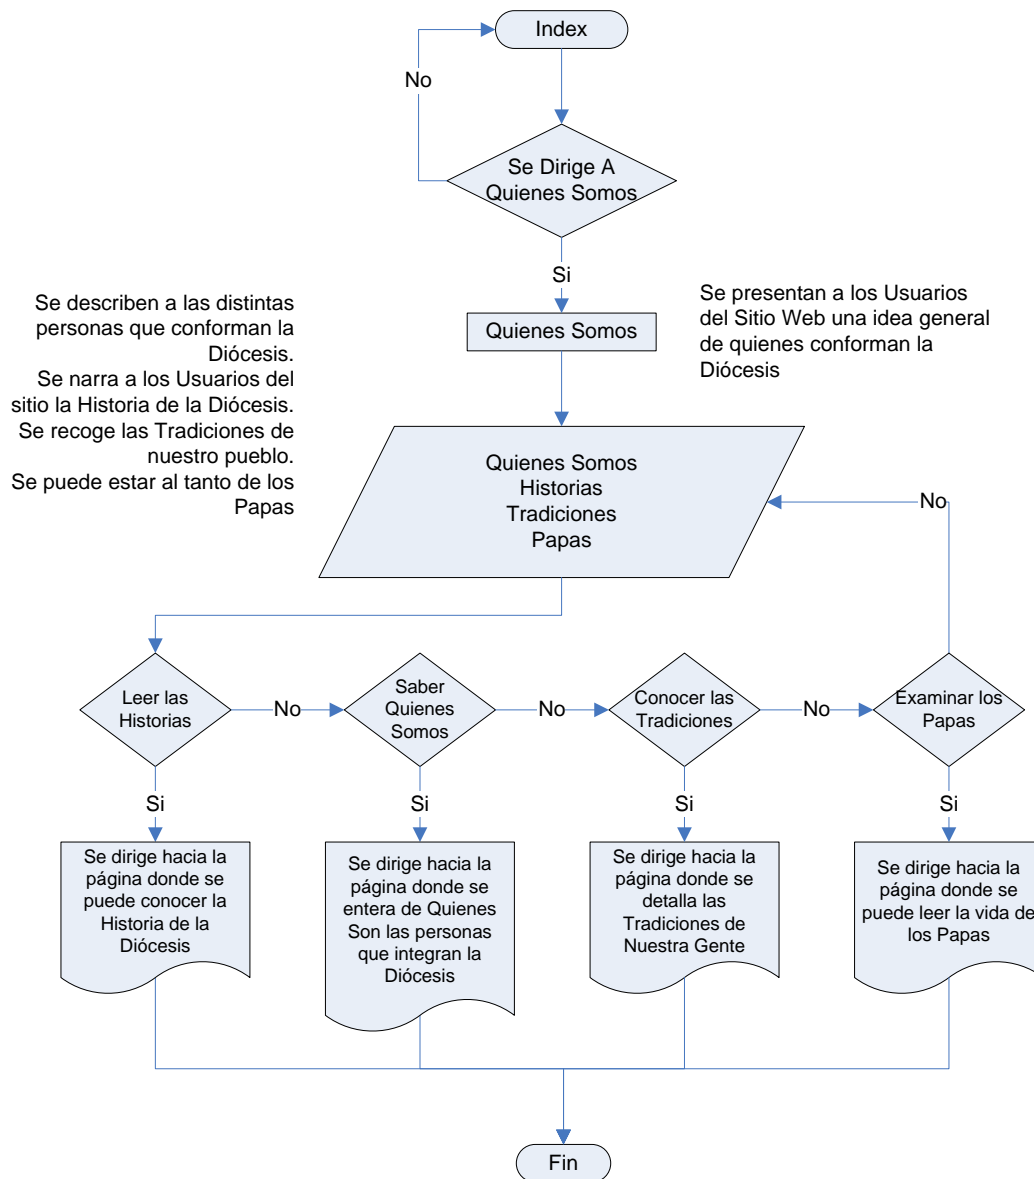 Index
No
Se Dirige A
Quienes Somos
Si
Se describen a las distintas
personas que conforman la
Diócesis.
Se narra a los Usuarios del
sitio la Historia de la Diócesis.
Se recoge las Tradiciones de
nuestro pueblo.
Se puede estar al tanto de los
Papas
Quienes Somos
Se presentan a los Usuarios
del Sitio Web una idea general
de quienes conforman la
Diócesis
Quienes Somos
Historias
Tradiciones
Papas
No
Leer las
Historias
No
Saber
Quienes
Somos
No
Conocer las
Tradiciones
No
Examinar los
Papas
Si
Si
Si
Si
Se dirige hacia la
página donde se
puede conocer la
Historia de la
Diócesis
Se dirige hacia la
página donde se
entera de Quienes
Son las personas
que integran la
Diócesis
Se dirige hacia la
página donde se
detalla las
Tradiciones de
Nuestra Gente
Se dirige hacia la
página donde se
puede leer la vida de
los Papas
Fin